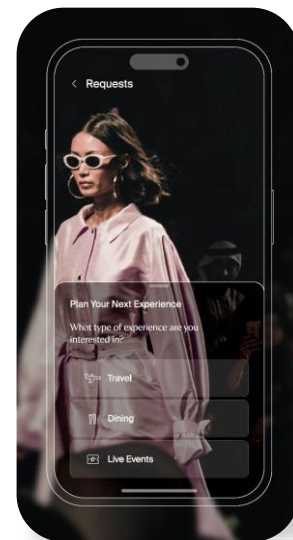 Requests
Plan Your Next Experience
What type of experience are you
interested in?
Travel
Dining
Live Events